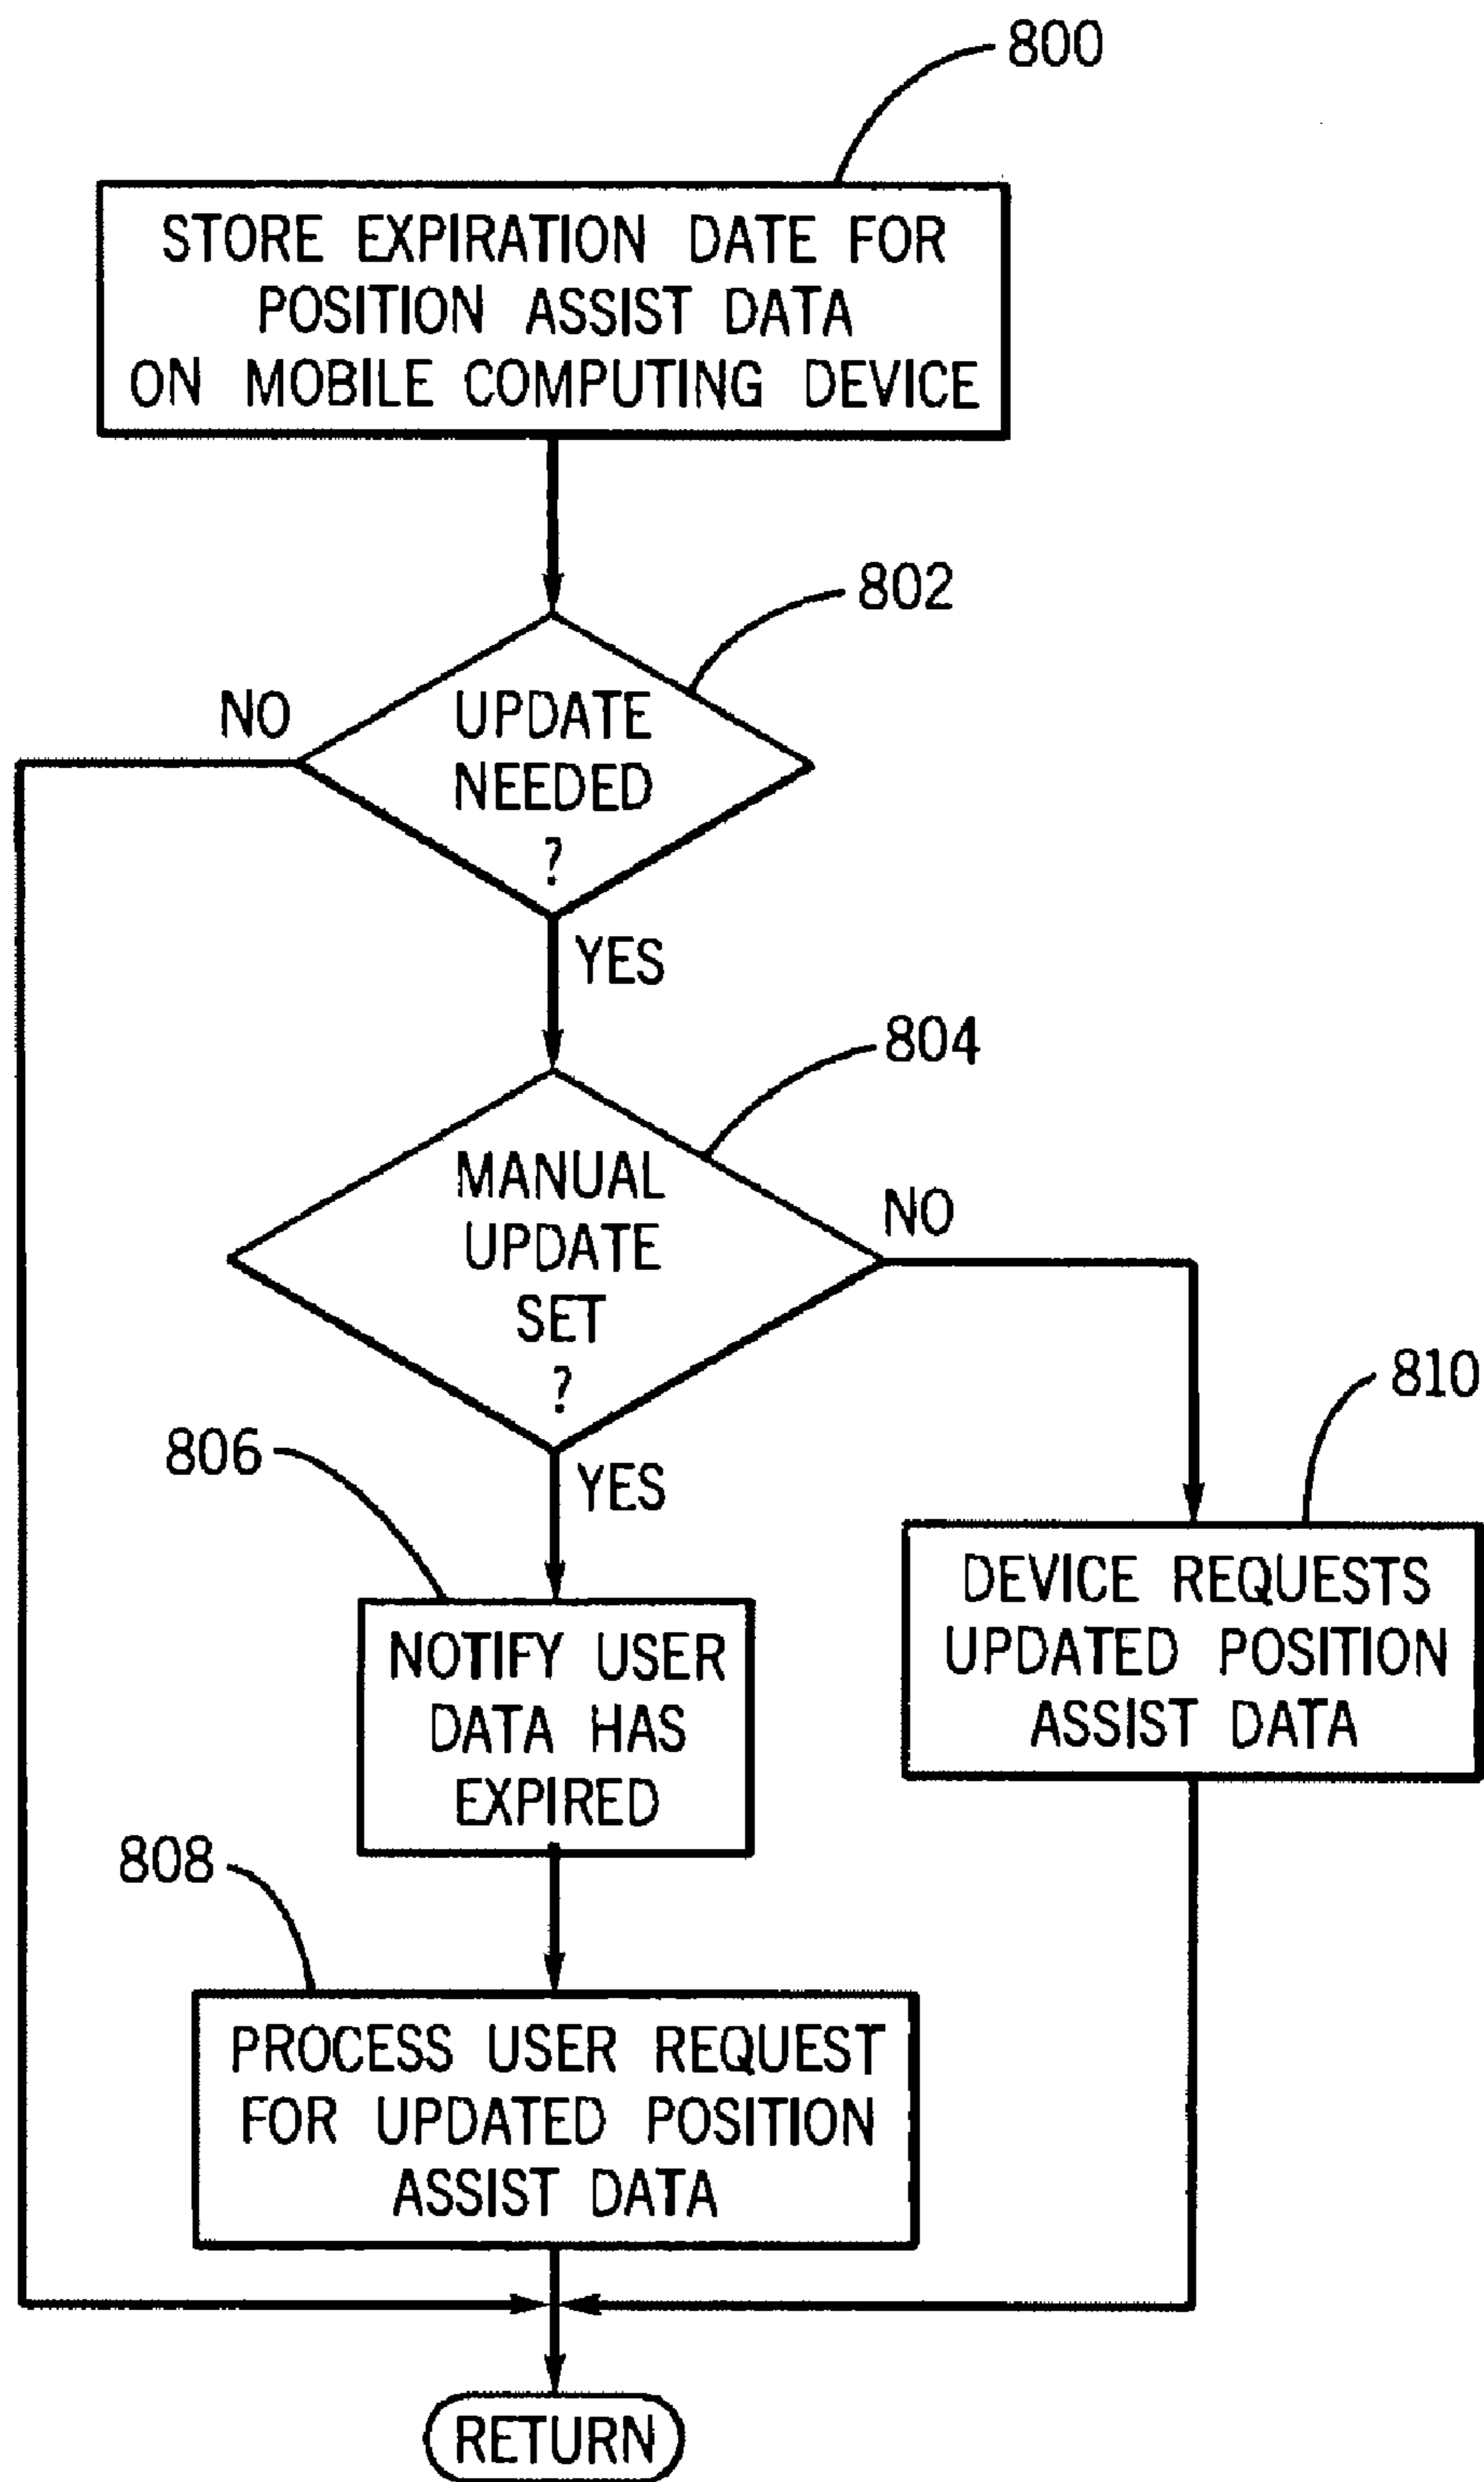 800
STORE EXPIRATION DATE FOR
POSITION ASSIST DATA
ON MOBILE COMPUTING DEVICE
802
NO
UPDATE
NEEDED
?
YES
804
MANUAL
UPDATE
SET
?
NO
810
806
YES
NOTIFY USER
DATA HAS
EXPIRED
DEVICE REQUESTS
UPDATED POSITION
ASSIST DATA
808
PROCESS USER REQUEST
FOR UPDATED POSITION
ASSIST DATA
RETURN